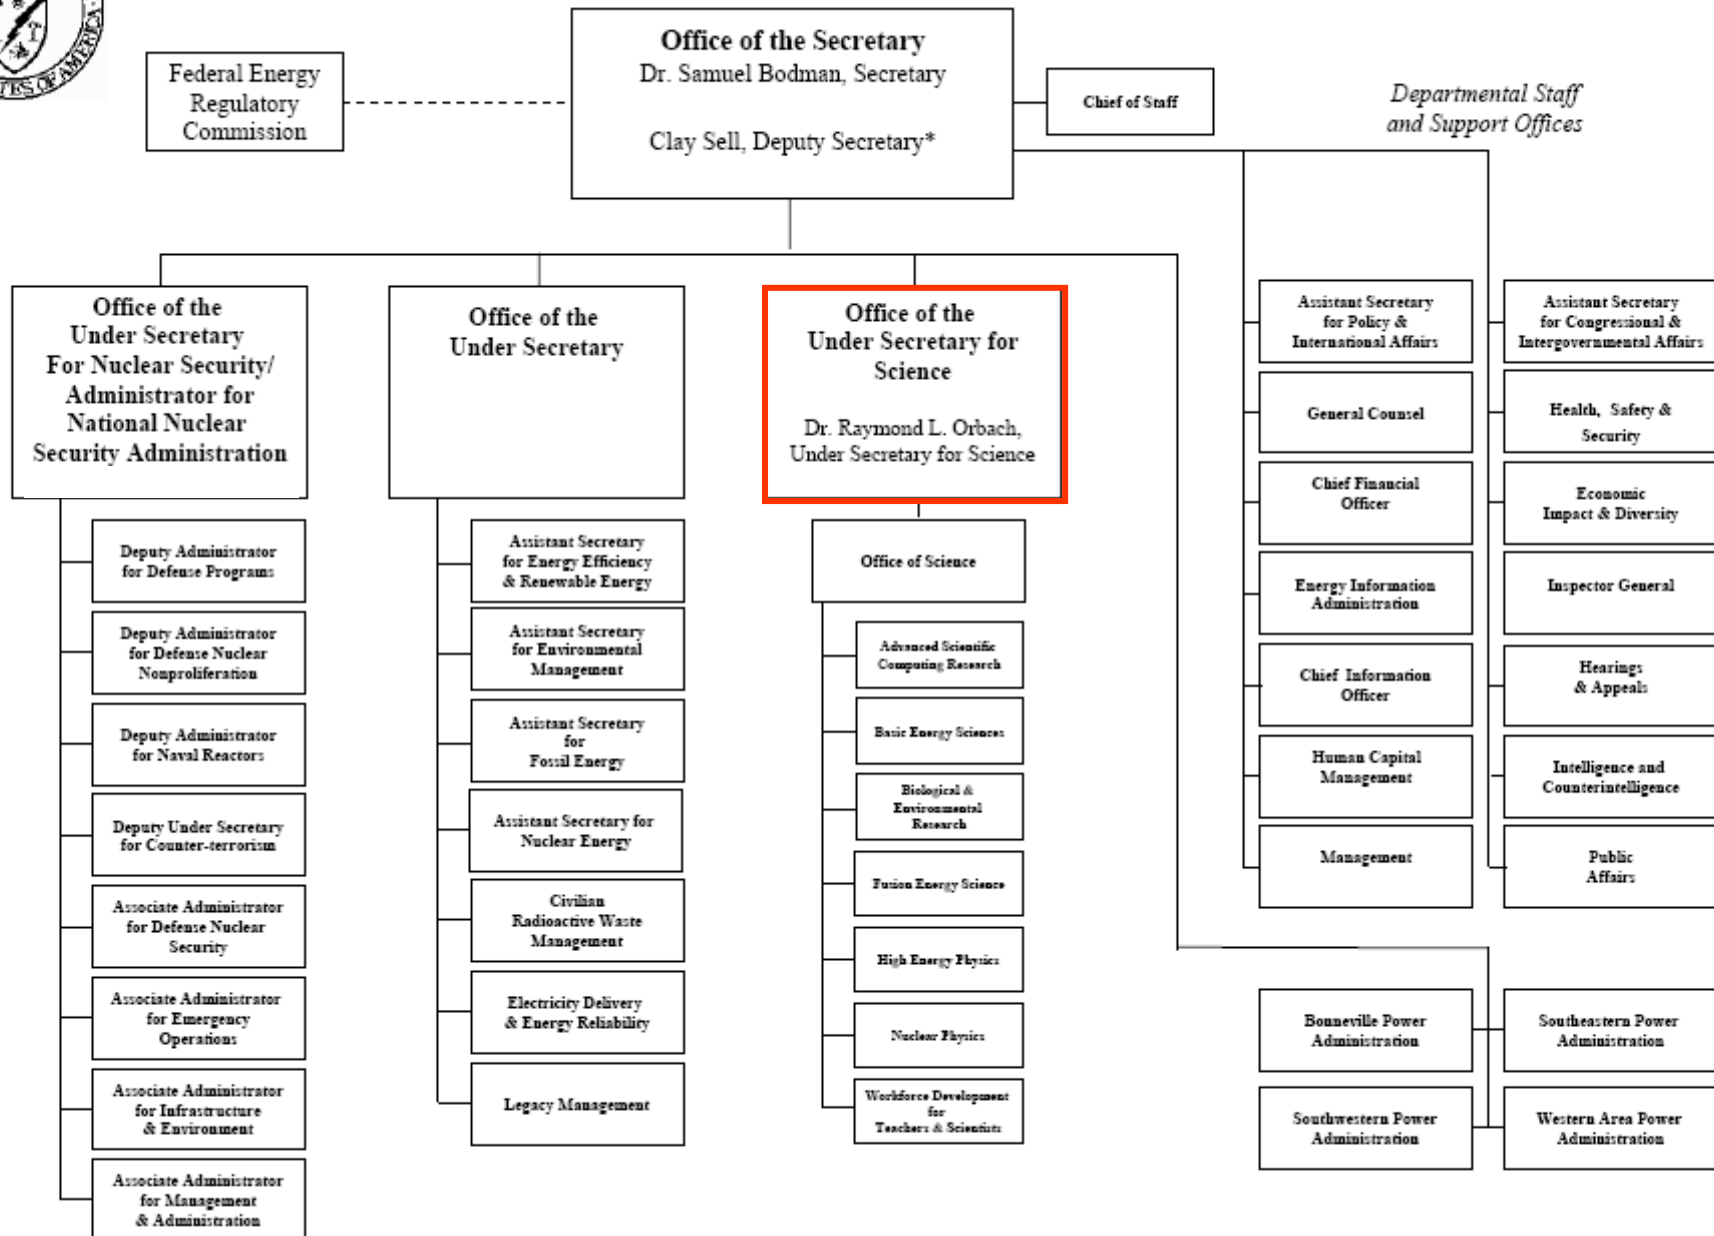 TES OF AMERICA
Federal Energy
Regulatory
Commission
Office of the Secretary
Dr. Samuel Bodman, Secretary
Clay Sell, Deputy Secretary*
Chief of Staff
Departmental Staff
and Support Offices
Office of the
Under Secretary
For Nuclear Security/
Administrator for
National Nuclear
Security Administration
Deputy Administrator
for Defense Programs
Deputy Administrator
for Defense Nuclear
Nonproliferation
Deputy Administrator
for Naval Reactors
Deputy Under Secretary
for Counter-terrorism
Associate Administrator
for Defense Nuclear
Security
Associate Administrator
for Emergency
Operations
Associate Administrator
for Infrastructure
& Environment
Associate Administrator
for Management
& Administration
Office of the
Under Secretary
Assistant Secretary
for Energy Efficiency
& Renewable Energy
Assistant Secretary
for Environmental
Management
Assistant Secretary
for
Fossil Energy
Assistant Secretary for
Nuclear Energy
Civilian
Radioactive Waste
Management
Electricity Delivery
& Energy Reliability
Legacy Management
Office of the
Under Secretary for
Science
Dr. Raymond L. Orbach,
Under Secretary for Science
Office of Science
Advanced Scientific
Computing Research
Basic Energy Sciences
Biological &
Environmental
Research
Fusion Energy Science
High Energy Physics
Nuclear Physics
Workforce Development
for
Teachers & Scientists
Assistant Secretary
for Policy &
International Affairs
General Counsel
Chief Financial
Officer
Energy Information
Administration
Chief Information
Officer
Human Capital
Management
Management
Assistant Secretary
for Congressional &
Intergovernmental Affairs
Health, Safety &
Security
Economic
Impact & Diversity
Inspector General
Hearings
& Appeals
Intelligence and
Counterintelligence
Public
Affairs
Bonneville Power
Administration
Southeastern Power
Administration
Southwestern Power
Administration
Western Area Power
Administration